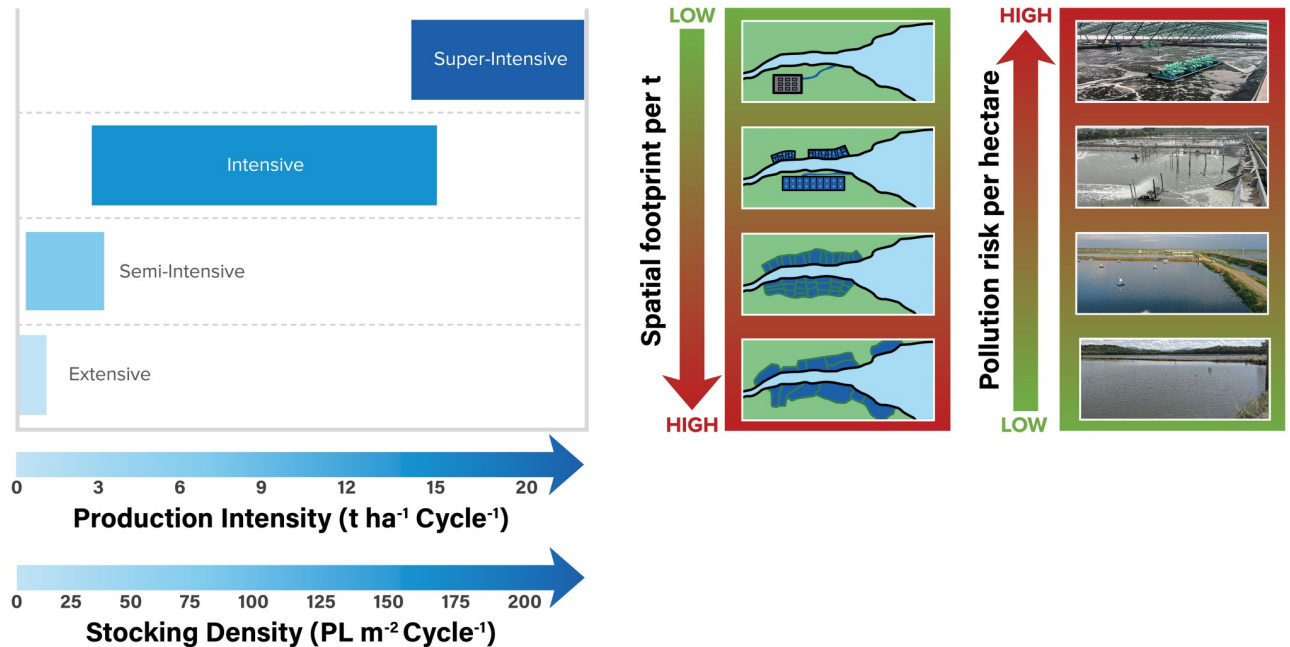 Super-Intensive
Intensive
Semi-Intensive
Extensive
0 3 6 9 12 15 20
Production Intensity (t ha⁻¹ Cycle⁻¹)
0 25 50 75 100 125 150 175 200
Stocking Density (PL m⁻² Cycle⁻¹)
LOW
Spatial footprint per t
HIGH
HIGH
Pollution risk per hectare
LOW